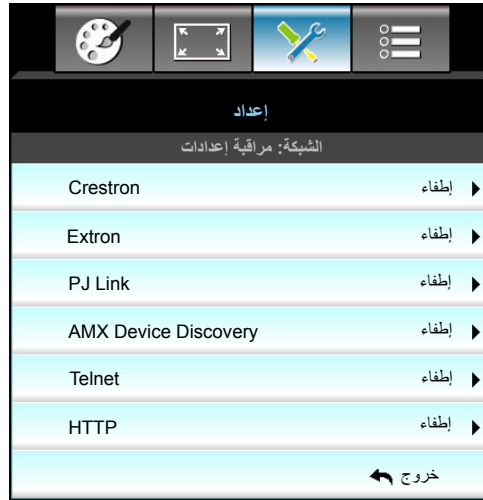 إعداد
الشبكة: مراقبة إعدادات
Crestron إطفاء
Extron إطفاء
PJ Link إطفاء
AMX Device Discovery إطفاء
Telnet إطفاء
HTTP إطفاء
خروج